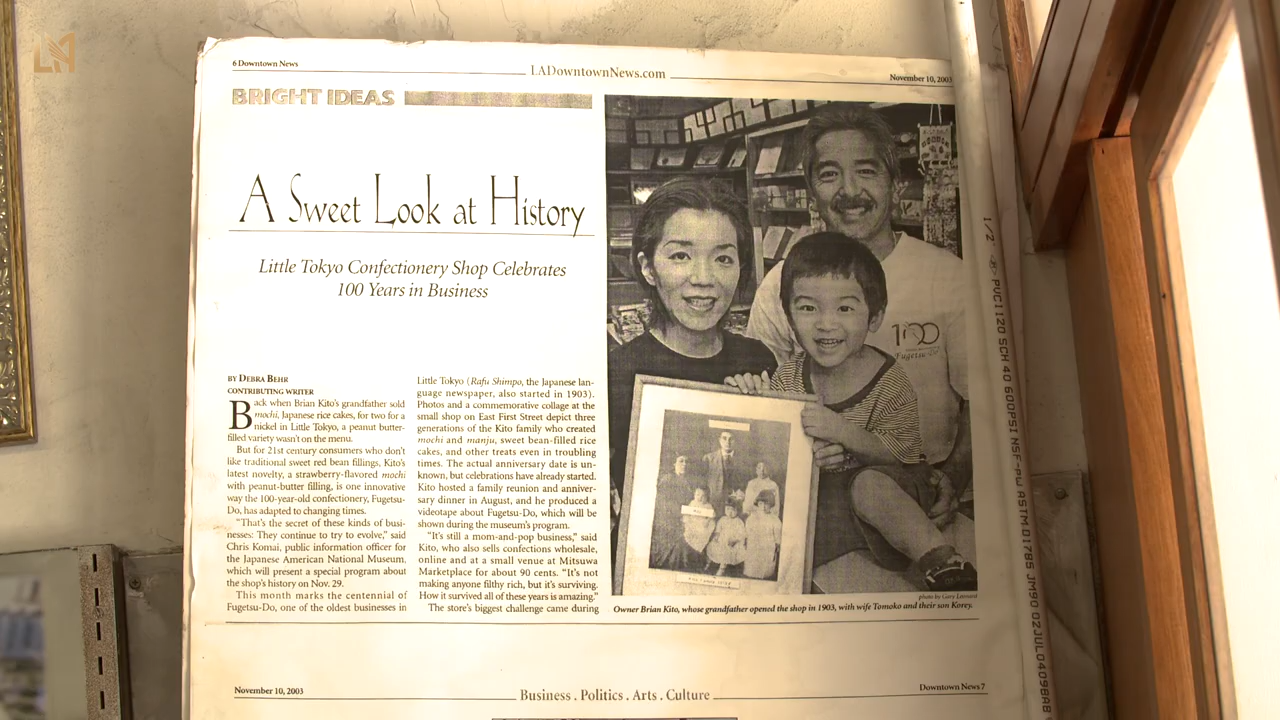 6 Downtown News
LADowntownNews.com
November 10, 2003
BRIGHT IDEAS
A Sweet Look at History
Little Tokyo Confectionery Shop Celebrates
100 Years in Business
BY DEBRA BEHR
CONTRIBUTING WRITER
Back when Brian Kito's grandfather sold
mochi, Japanese rice cakes, for two for a
nickel in Little Tokyo, a peanut butter-
filled variety wasn't on the menu.
But for 21st century consumers who don't
like traditional sweet red bean fillings, Kito's
latest novelty, a strawberry-flavored mochi
with peanut-butter filling, is one innovative
way the 100-year-old confectionery, Fugetsu-
Do, has adapted to changing times.
"That's the secret of these kinds of busi-
nesses: They continue to try to evolve," said
Chris Komai, public information officer for
the Japanese American National Museum,
which will present a special program about
the shop's history on Nov. 29.
This month marks the centennial of
Fugetsu-Do, one of the oldest businesses in
Little Tokyo (Rafu Shimpo, the Japanese lan-
guage newspaper, also started in 1903).
Photos and a commemorative collage at the
small shop on East First Street depict three
generations of the Kito family who created
mochi and manju, sweet bean-filled rice
cakes, and other treats even in troubling
times. The actual anniversary date is un-
known, but celebrations have already started.
Kito hosted a family reunion and anniver-
sary dinner in August, and he produced a
videotape about Fugetsu-Do, which will be
shown during the museum's program.
"It's still a mom-and-pop business," said
Kito, who also sells confections wholesale,
online and at a small venue at Mitsuwa
Marketplace for about 90 cents. "It's not
making anyone filthy rich, but it's surviving.
How it survived all of these years is amazing."
The store's biggest challenge came during
100
Fugetsu-Do
photo by Gary Leonard
Owner Brian Kito, whose grandfather opened the shop in 1903, with wife Tomoko and their son Korey.
November 10, 2003
Business . Politics . Arts . Culture
Downtown News 7
1/2" PVC1120 SCH 40 600PSI NSF-PW ASTM D1785 JM90 02JUL04098AB